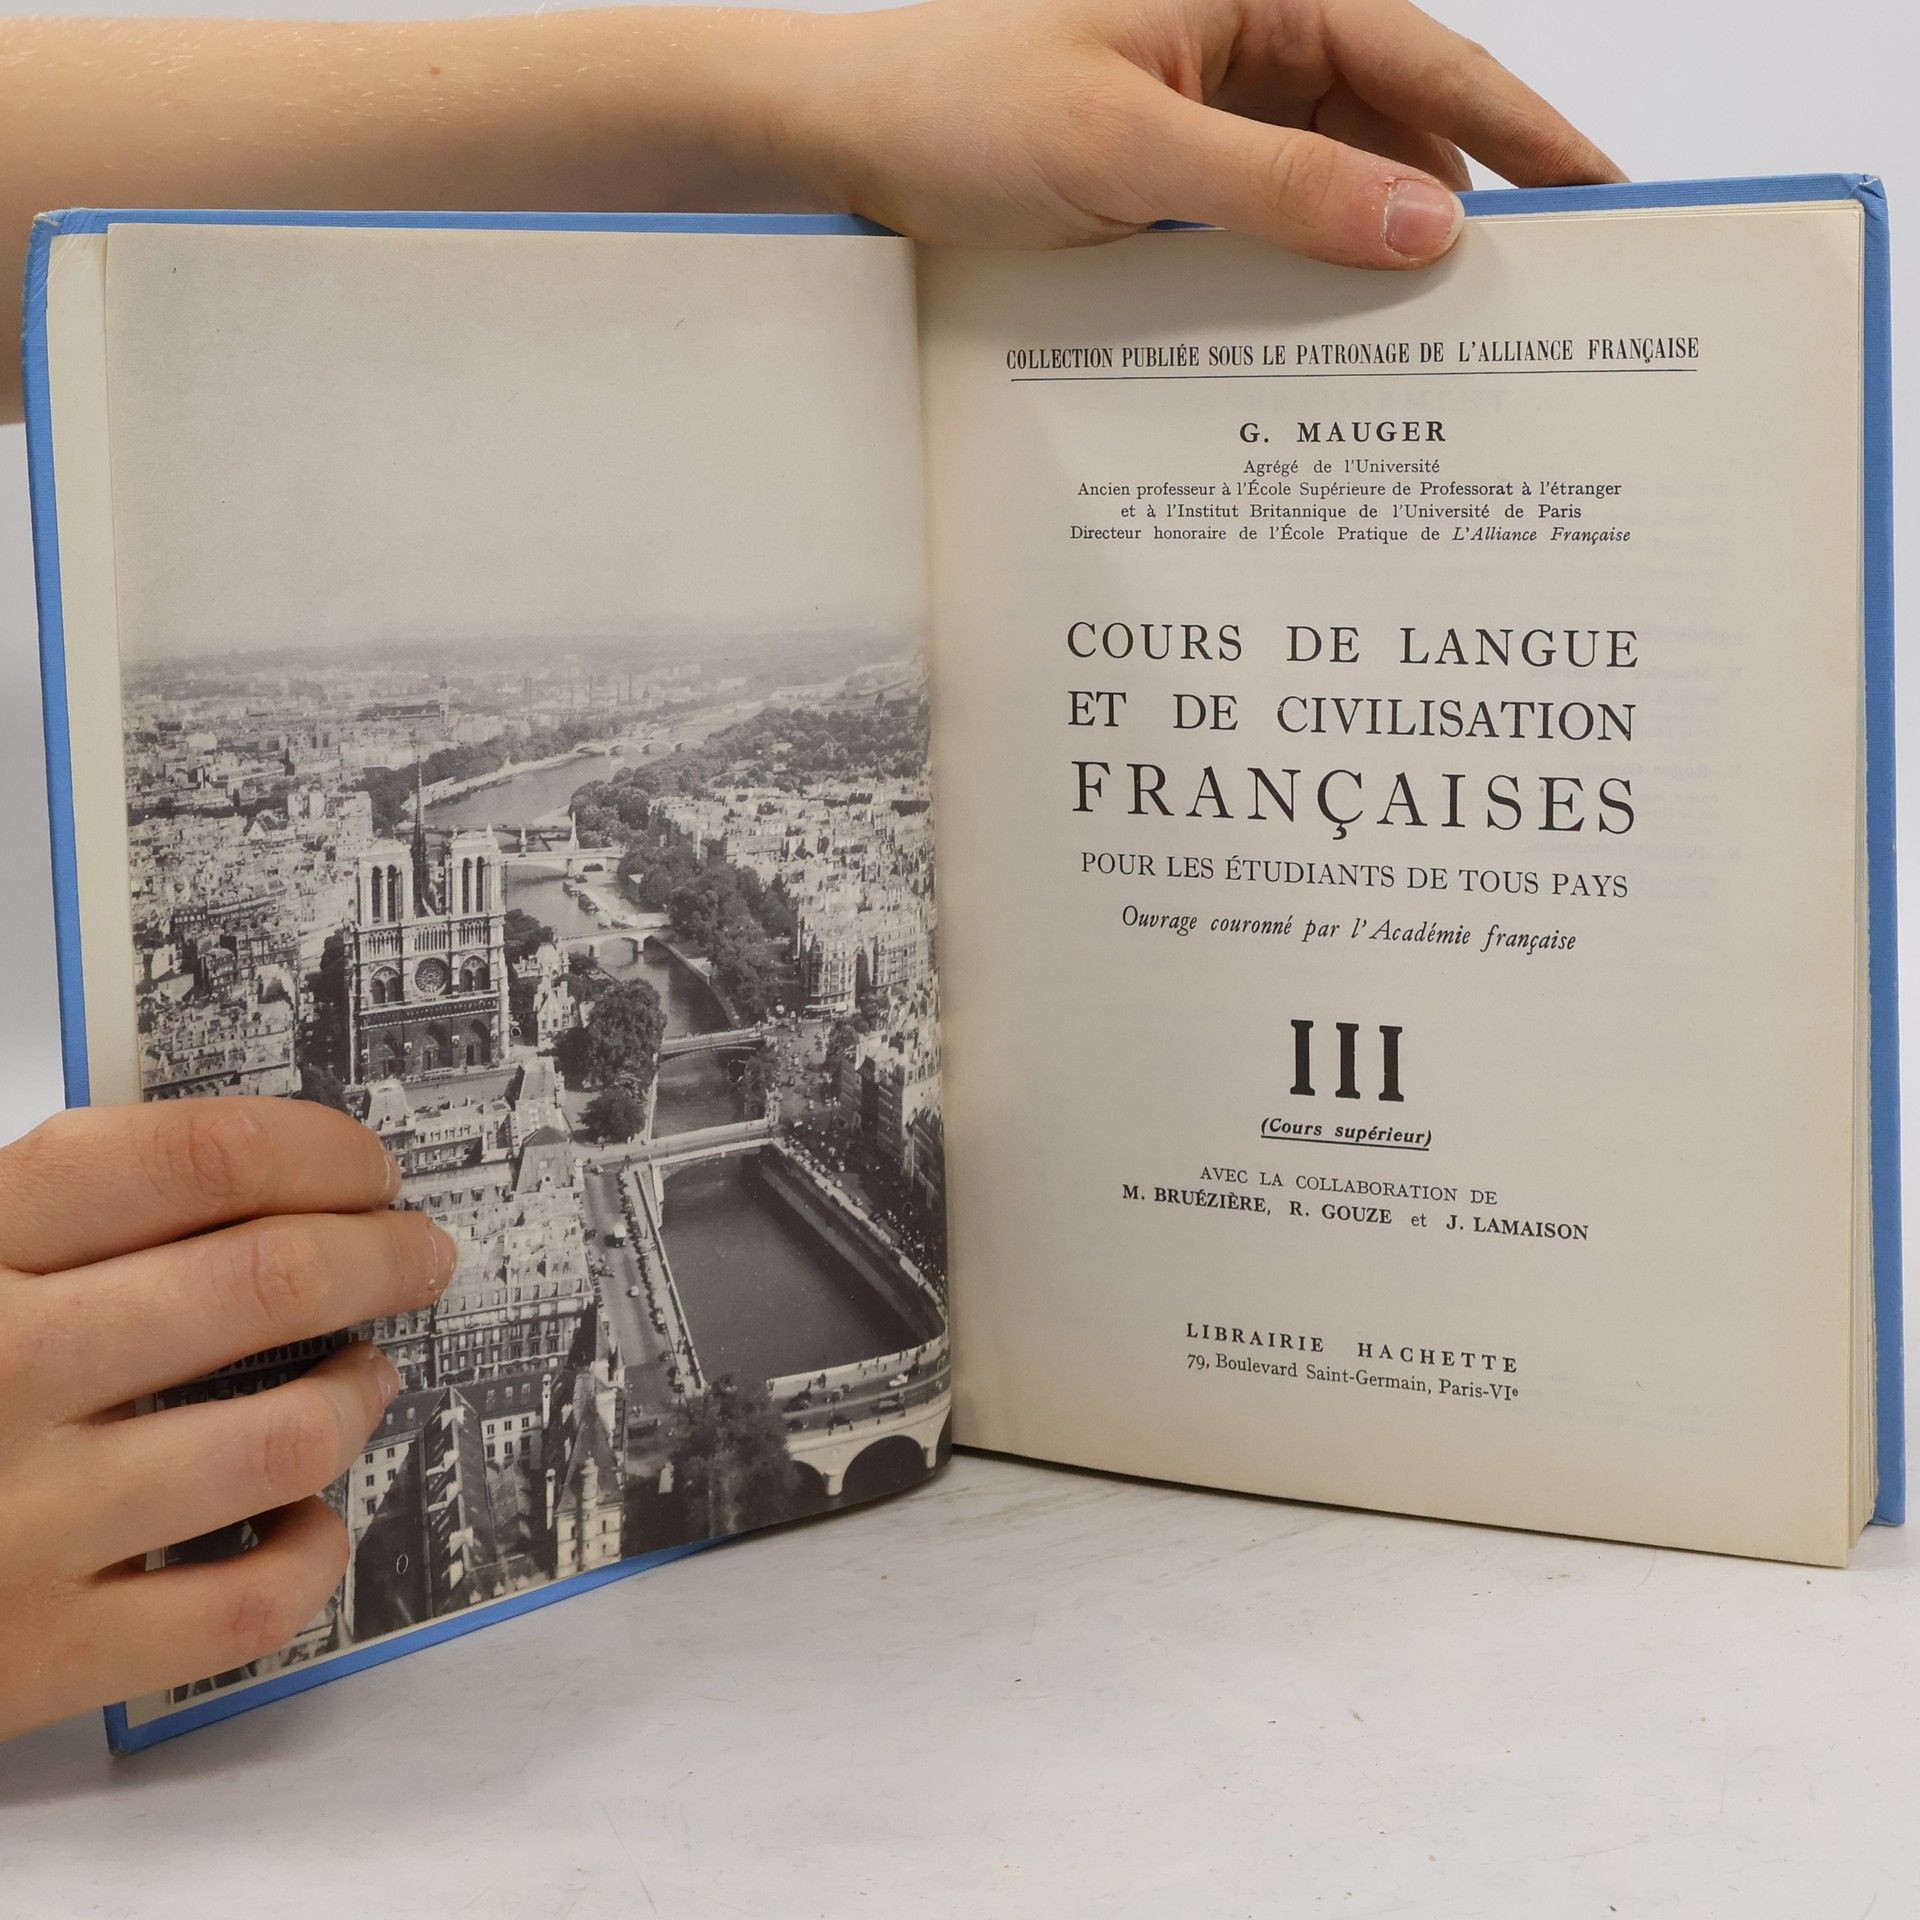 COLLECTION PUBLIÉE SOUS LE PATRONAGE DE L'ALLIANCE FRANÇAISE
G. MAUGER
Agrégé de l'Université
Ancien professeur à l'École Supérieure de Professorat à l'étranger
et à l'Institut Britannique de l'Université de Paris
Directeur honoraire de l'École Pratique de L'Alliance Française
COURS DE LANGUE
ET DE CIVILISATION
FRANÇAISES
POUR LES ÉTUDIANTS DE TOUS PAYS
Ouvrage couronné par l'Académie française
III
(Cours supérieur)
AVEC LA COLLABORATION DE
M. BRUÉZIÈRE, R. GOUZE et J. LAMAISON
LIBRAIRIE HACHETTE
79, Boulevard Saint-Germain, Paris-VIe